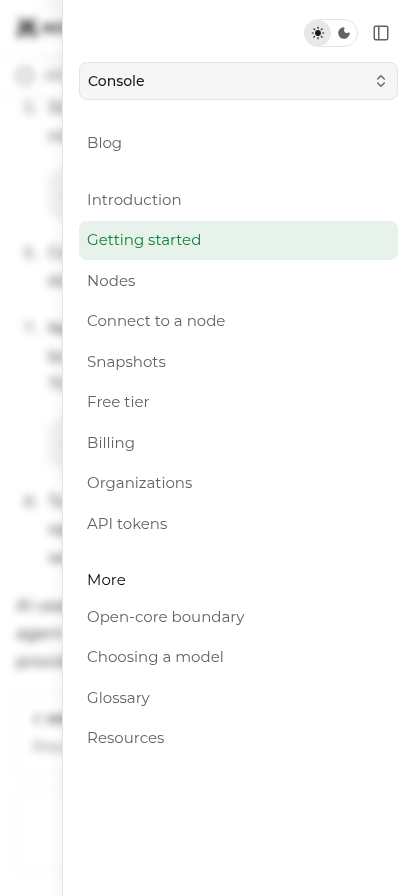 Console
Blog
Introduction
Getting started
Nodes
Connect to a node
Snapshots
Free tier
Billing
Organizations
API tokens
More
Open-core boundary
Choosing a model
Glossary
Resources